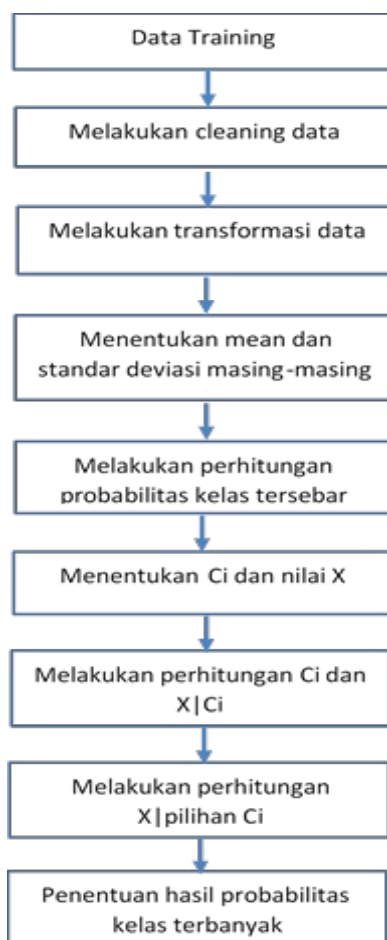 Data Training
Melakukan cleaning data
Melakukan transformasi data
Menentukan mean dan
standar deviasi masing-masing
Melakukan perhitungan
probabilitas kelas tersebar
Menentukan Ci dan nilai X
Melakukan perhitungan Ci dan
X|Ci
Melakukan perhitungan
X|pilihan Ci
Penentuan hasil probabilitas
kelas terbanyak